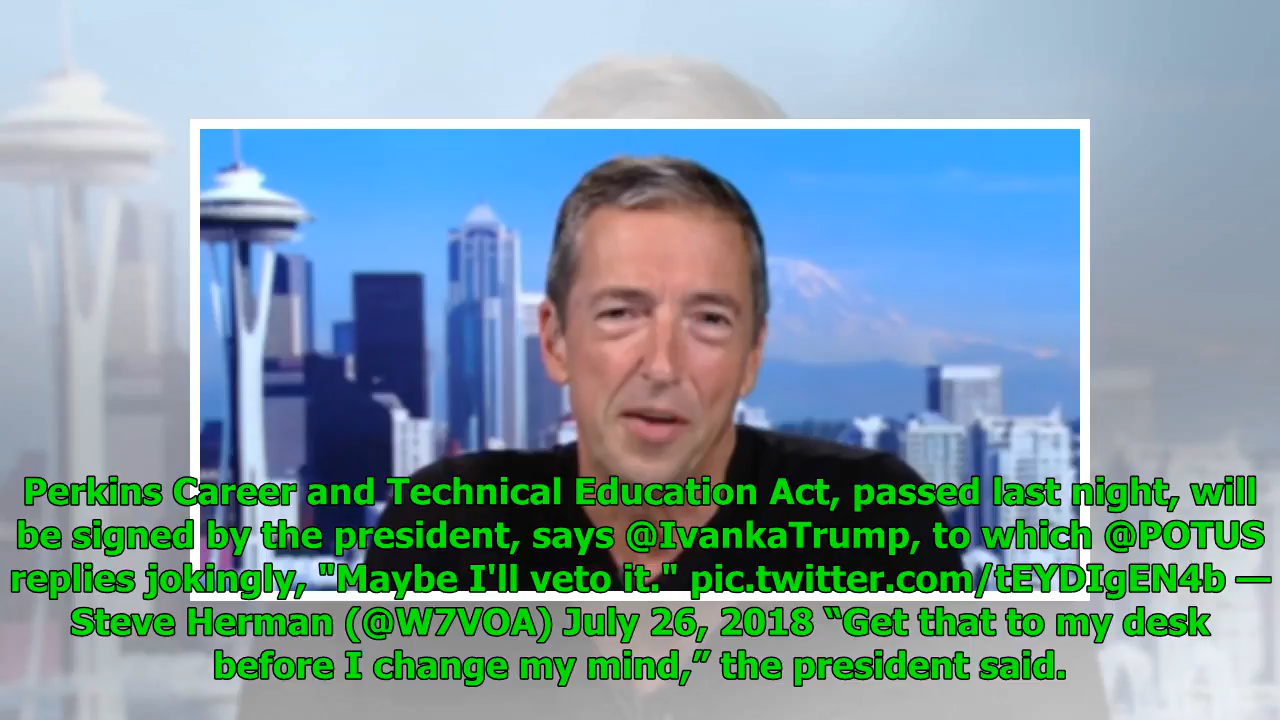 Perkins Career and Technical Education Act, passed last night, will
be signed by the president, says @IvankaTrump, to which @POTUS
replies jokingly, "Maybe I'll veto it." pic.twitter.com/tEYDIgEN4b —
Steve Herman (@W7VOA) July 26, 2018 “Get that to my desk
before I change my mind,” the president said.